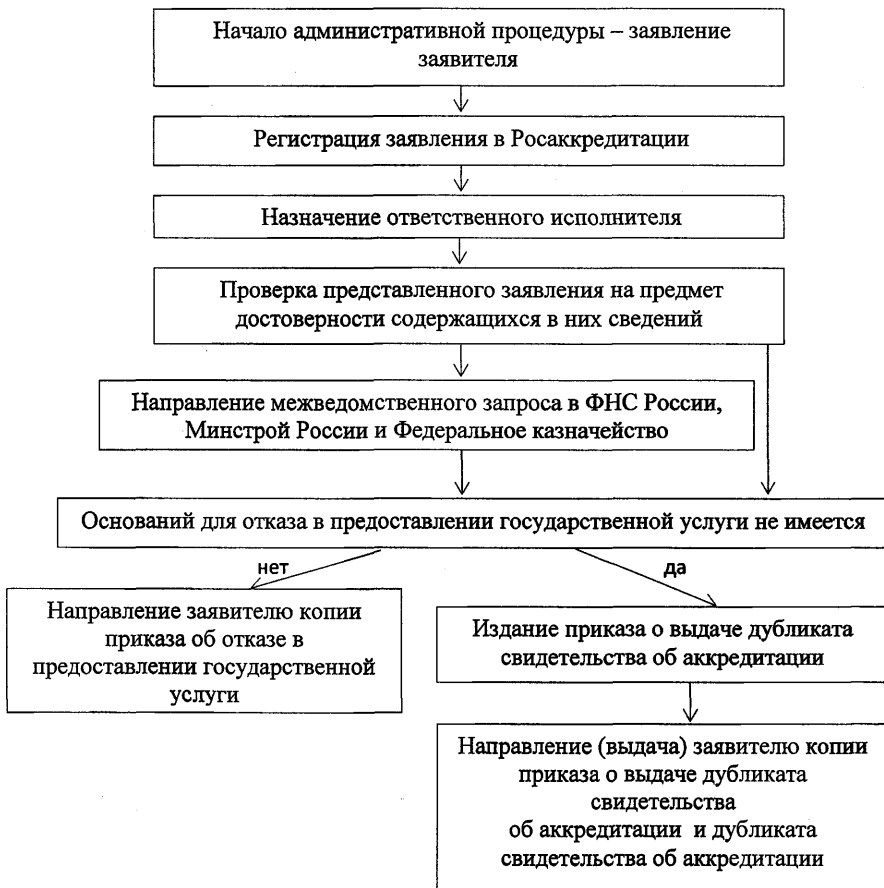 Начало административной процедуры – заявление
заявителя
Регистрация заявления в Росаккредитации
Назначение ответственного исполнителя
Проверка представленного заявления на предмет
достоверности содержащихся в них сведений
Направление межведомственного запроса в ФНС России,
Минстрой России и Федеральное казначейство
Оснований для отказа в предоставлении государственной услуги не имеется
нет
да
Направление заявителю копии
приказа об отказе в
предоставлении государственной
услуги
Издание приказа о выдаче дубликата
свидетельства об аккредитации
Направление (выдача) заявителю копии
приказа о выдаче дубликата
свидетельства
об аккредитации и дубликата
свидетельства об аккредитации